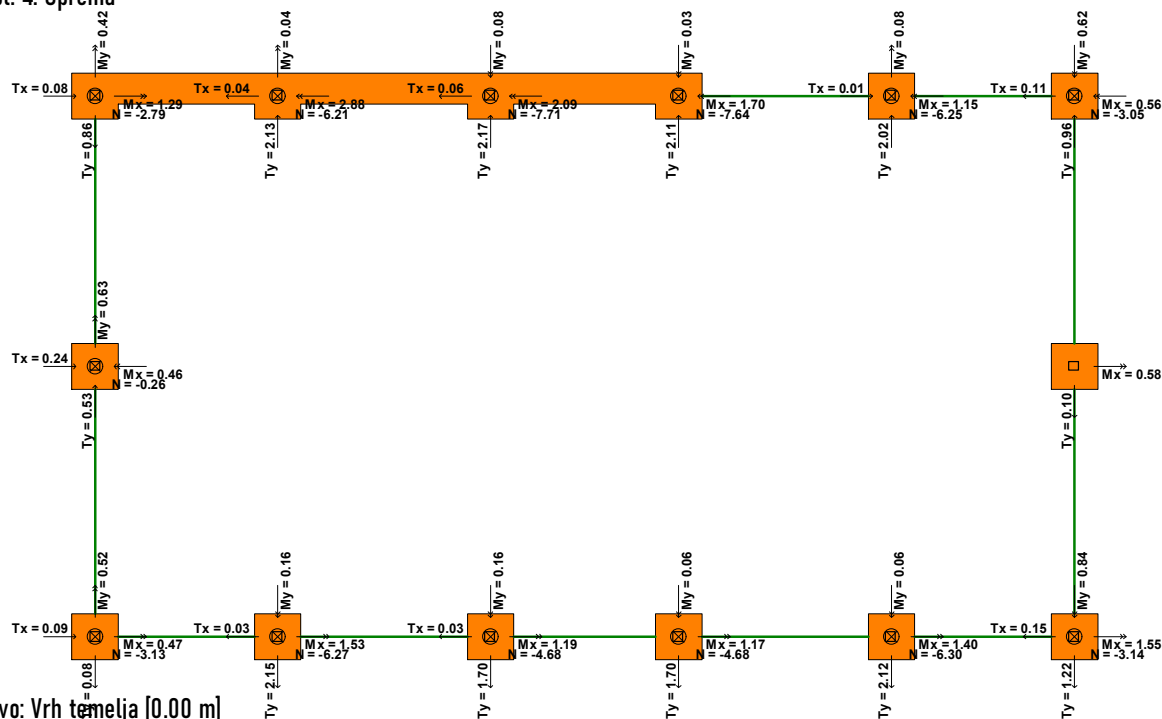 4. Oprema
My = 0.42
My = 0.04
My = 0.08
My = 0.03
My = 0.08
My = 0.62
Tx = 0.08
Tx = 0.04
Tx = 0.06
Tx = 0.01
Tx = 0.11
Mx = 1.29
N = -2.79
Mx = 2.88
N = -6.21
Mx = 2.09
N = -7.71
Mx = 1.70
N = -7.64
Mx = 1.15
N = -6.25
Mx = 0.56
N = -3.05
Ty = 0.86
Ty = 2.13
Ty = 2.17
Ty = 2.11
Ty = 2.02
Ty = 0.96
My = 0.63
Tx = 0.24
Mx = 0.46
N = -0.26
Ty = 0.53
Mx = 0.58
Ty = 0.10
My = 0.52
My = 0.16
My = 0.16
My = 0.06
My = 0.06
My = 0.84
Tx = 0.09
Tx = 0.03
Tx = 0.03
Tx = 0.15
Mx = 0.47
N = -3.13
Mx = 1.53
N = -6.27
Mx = 1.19
N = -4.68
Mx = 1.17
N = -4.68
Mx = 1.40
N = -6.30
Mx = 1.55
N = -3.14
Ty = 0.08
Ty = 2.15
Ty = 1.70
Ty = 1.70
Ty = 2.12
Ty = 1.22
vo: Vrh temelja [0.00 m]